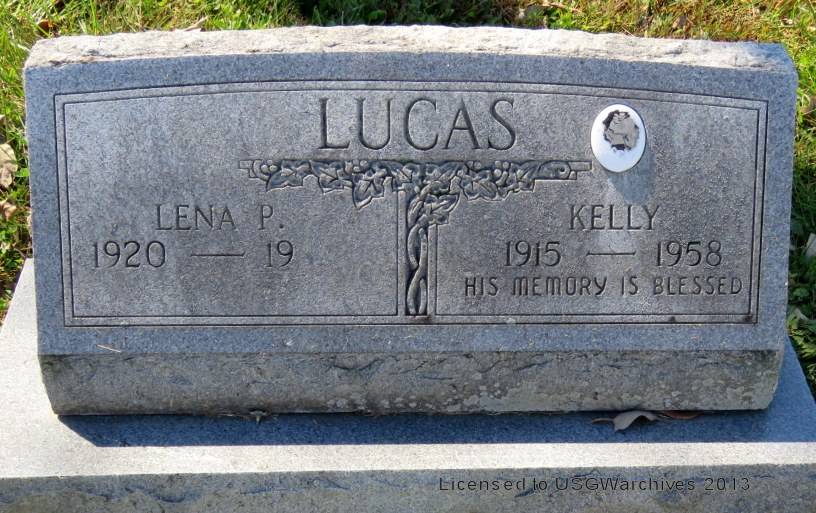 LUCAS
LENA P.
1920 — 19
KELLY
1915 — 1958
HIS MEMORY IS BLESSED
Licensed to USGWarchives 2013